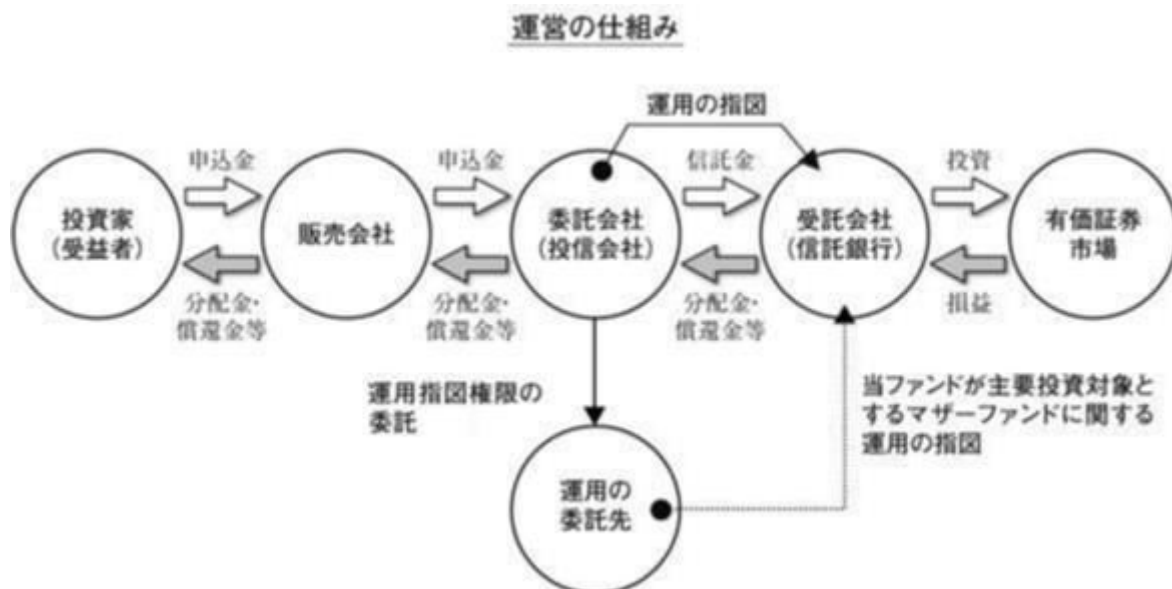 運営の仕組み
運用の指図
申込金
申込金
信託金
投資
投資家
(受益者)
販売会社
委託会社
(投信会社)
受託会社
(信託銀行)
有価証券
市場
分配金・
償還金等
分配金・
償還金等
分配金・
償還金等
損益
運用指図権限の
委託
当ファンドが主要投資対象と
するマザーファンドに関する
運用の指図
運用の
委託先